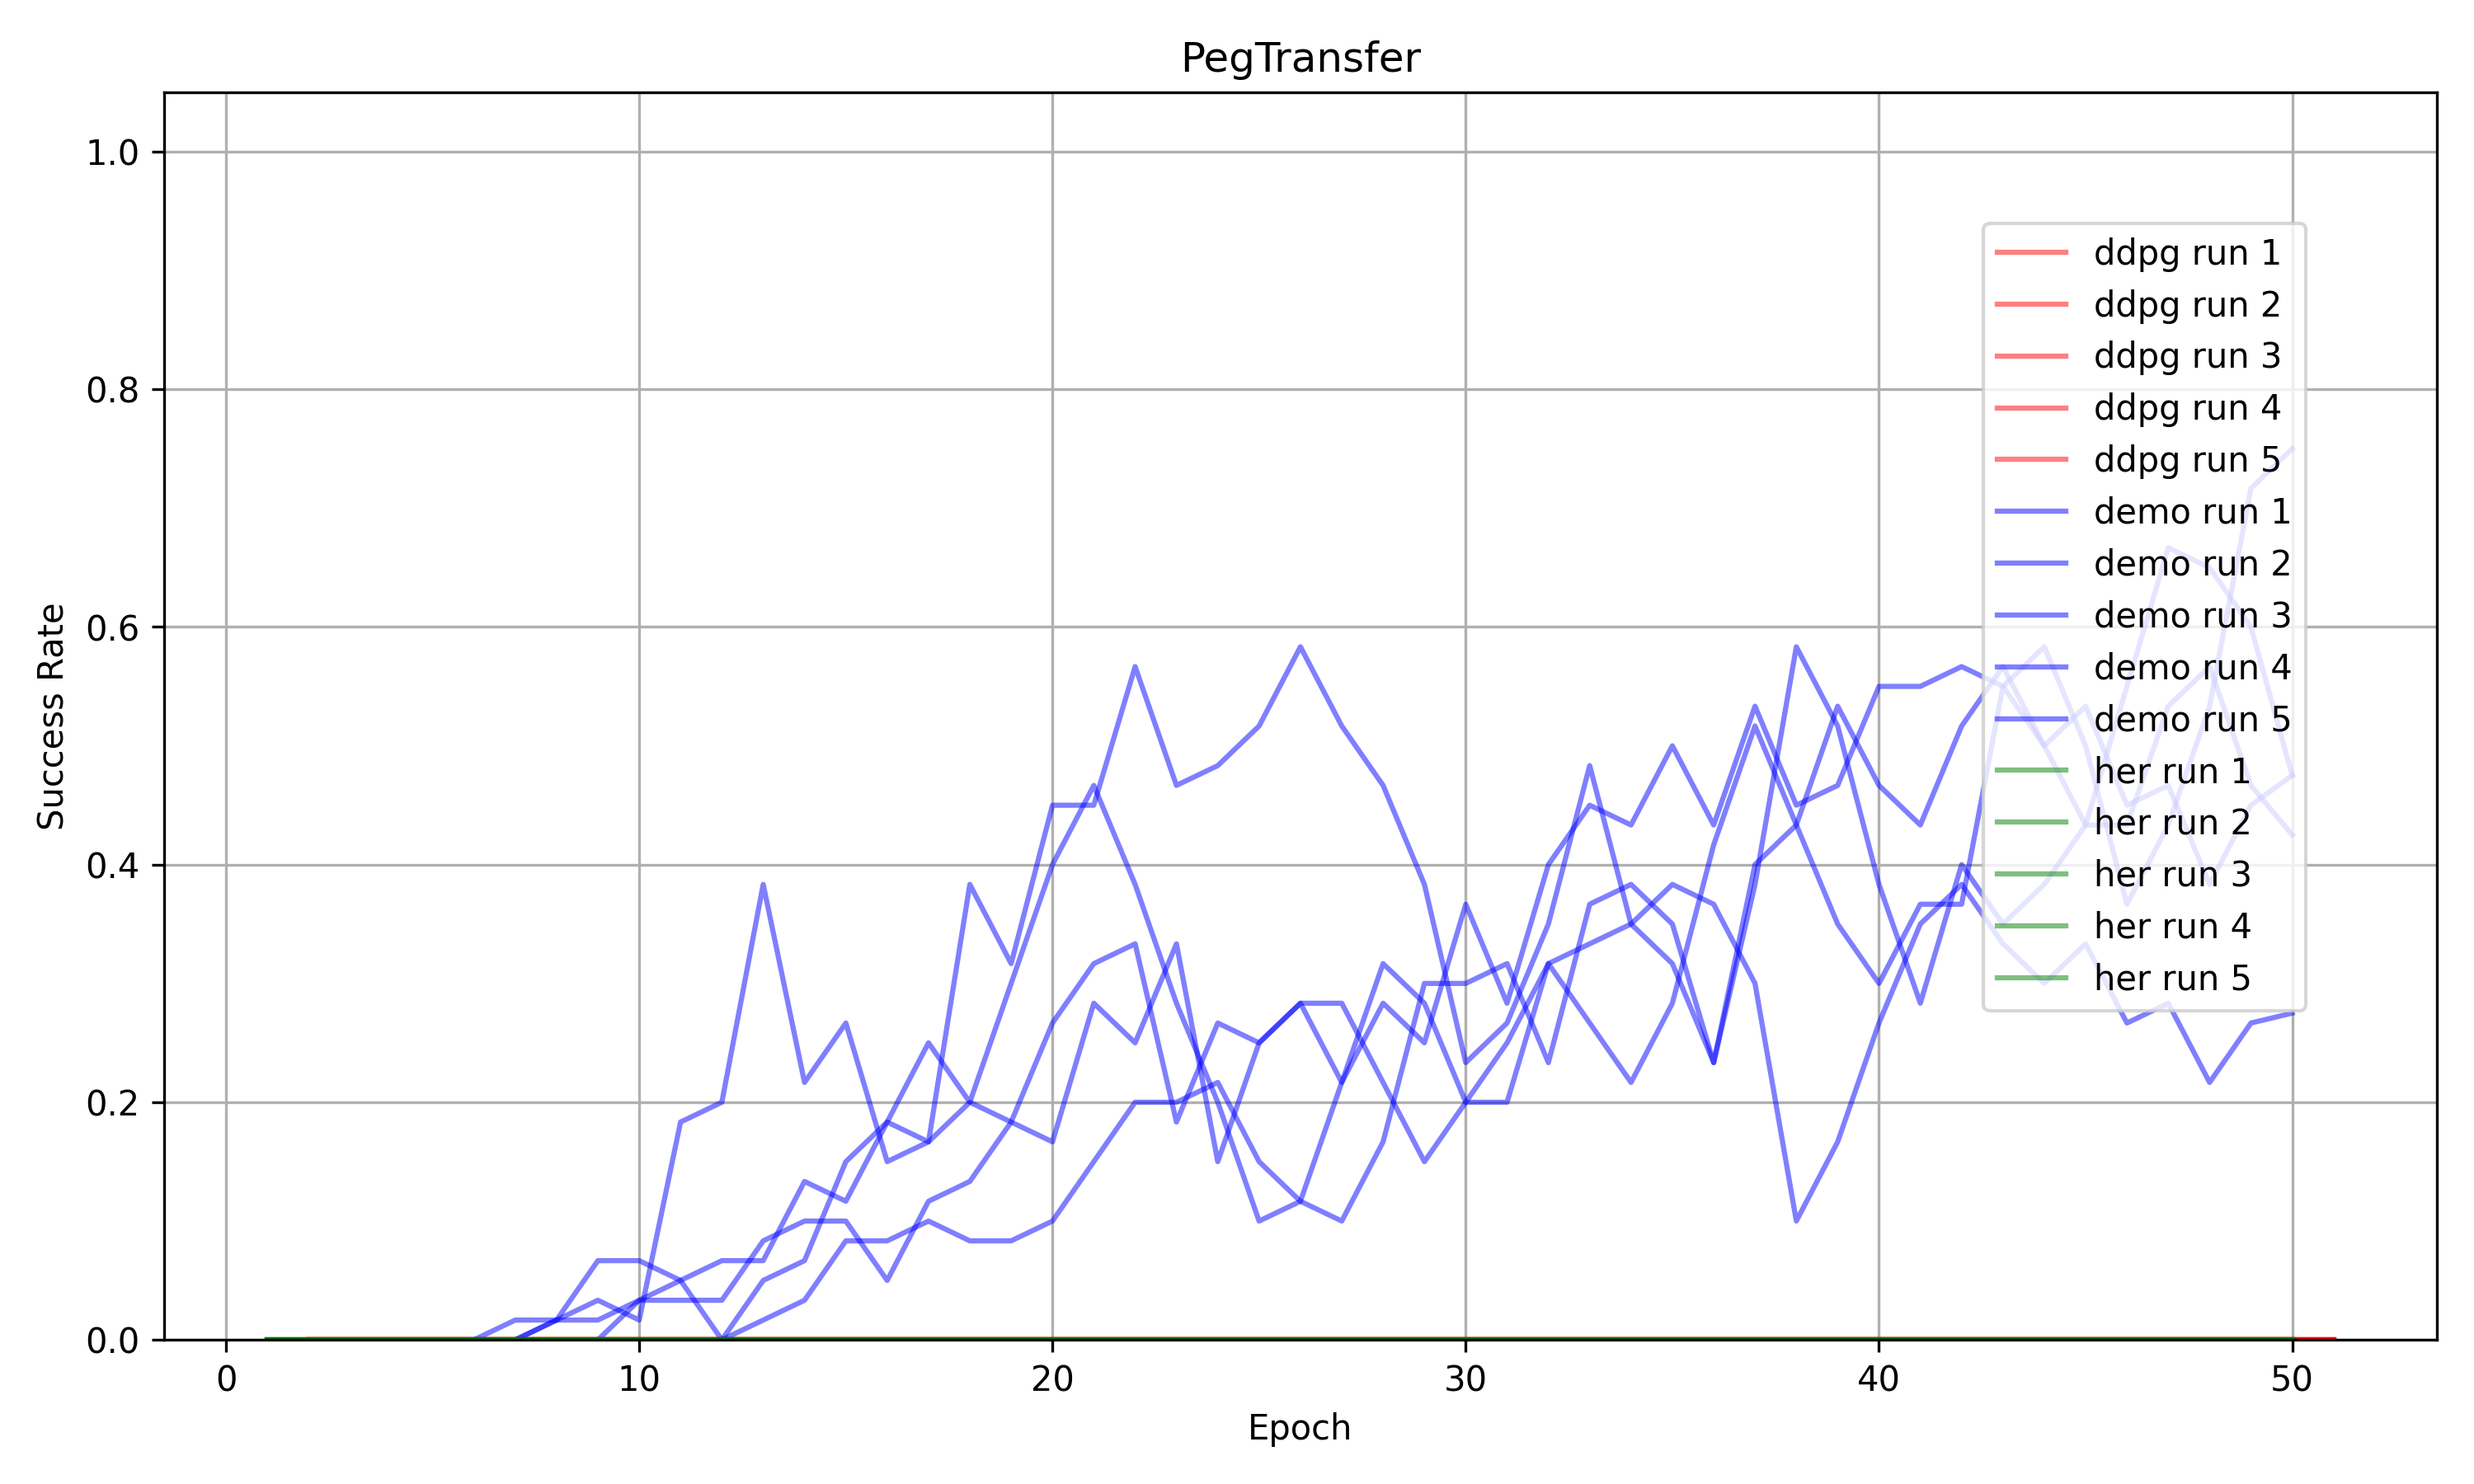 PegTransfer
1.0
0.8
0.6
0.4
0.2
0.0
Success Rate
ddpg run 1
ddpg run 2
ddpg run 3
ddpg run 4
ddpg run 5
demo run 1
demo run 2
demo run 3
demo run 4
demo run 5
her run 1
her run 2
her run 3
her run 4
her run 5
0 10 20 30 40 50
Epoch